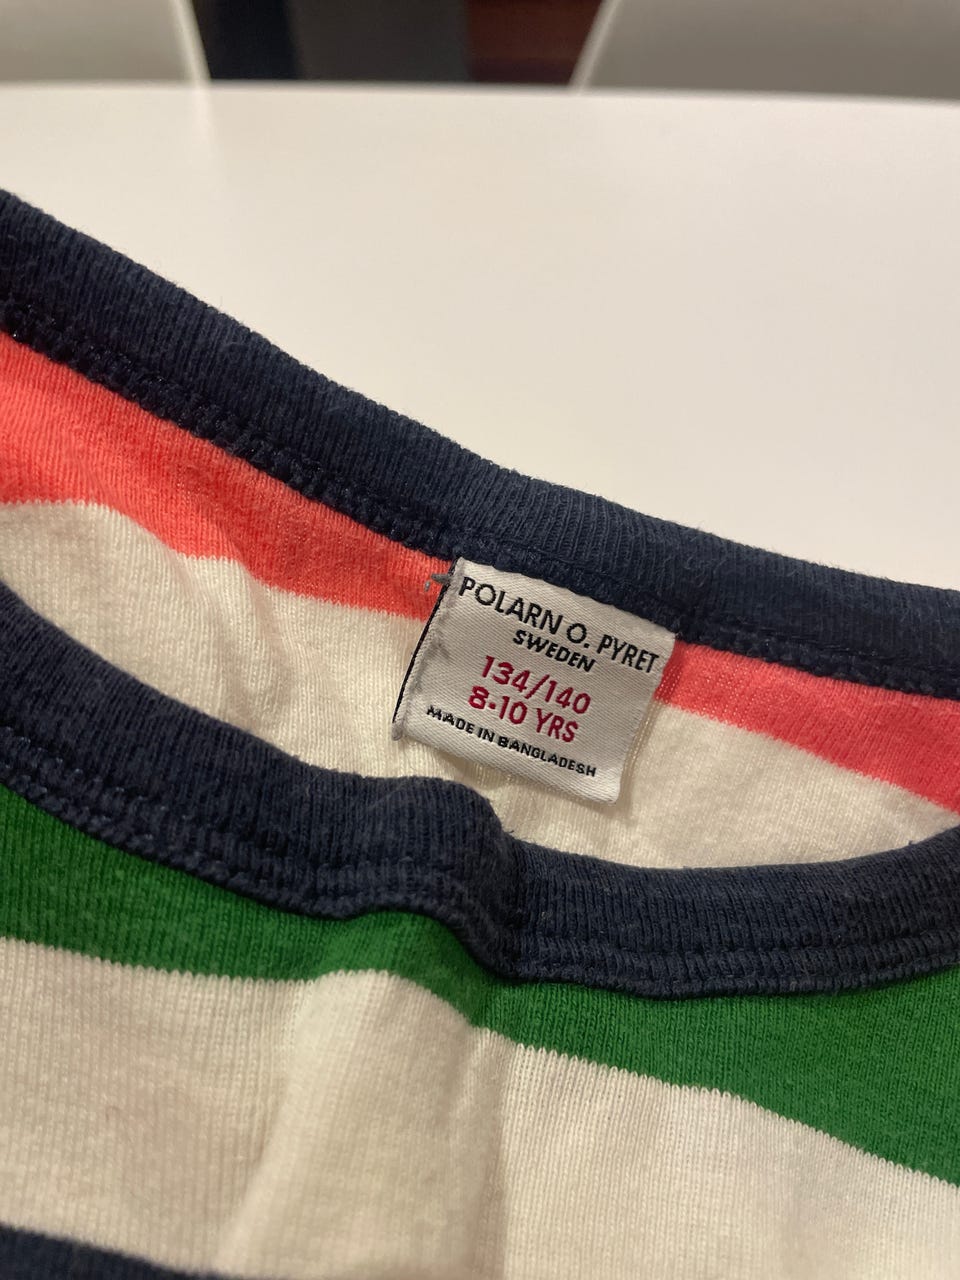 POLARN O. PYRET
SWEDEN
134/140
8-10 YRS
MADE IN BANGLADESH